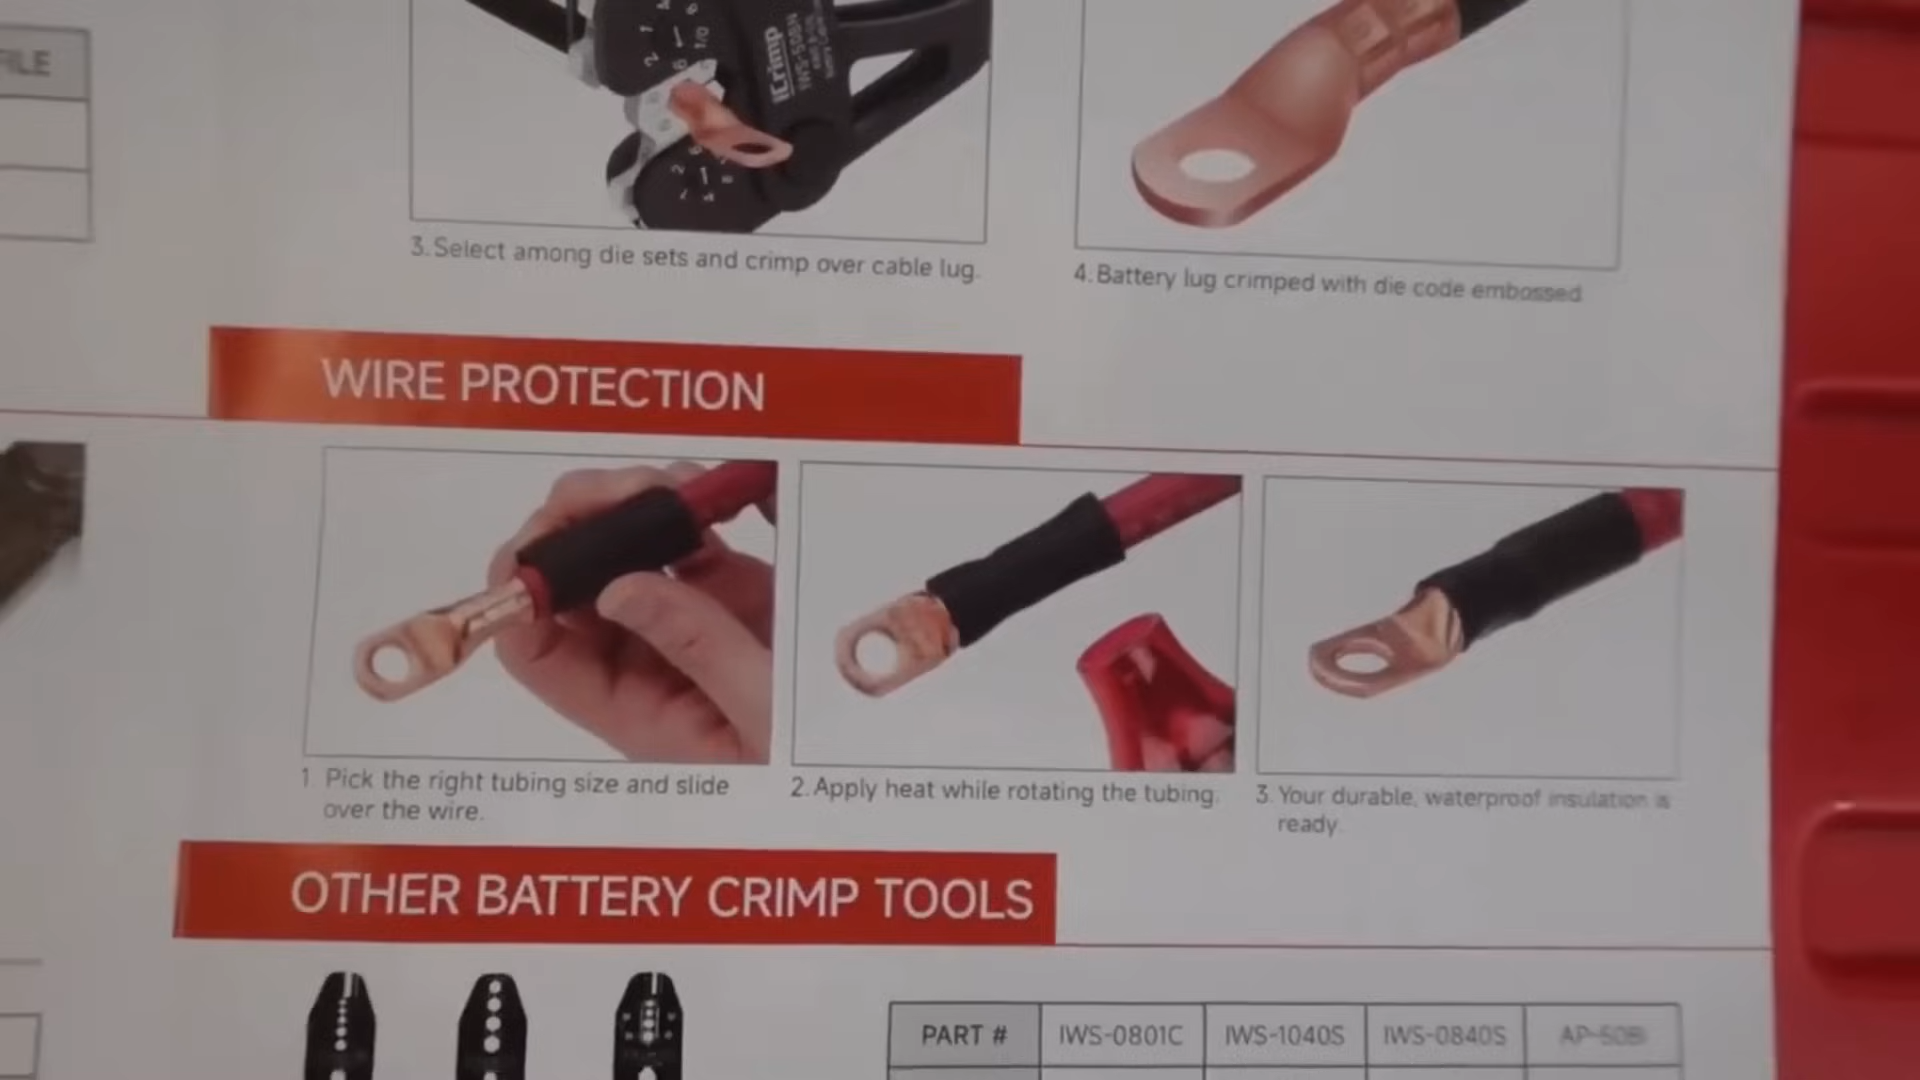 iCrimp
3. Select among die sets and crimp over cable lug.
4. Battery lug crimped with die code embossed
WIRE PROTECTION
1 Pick the right tubing size and slide
over the wire.
2. Apply heat while rotating the tubing.
3. Your durable, waterproof insulation is
ready.
OTHER BATTERY CRIMP TOOLS
PART # IWS-0801C IWS-1040S IWS-0840S